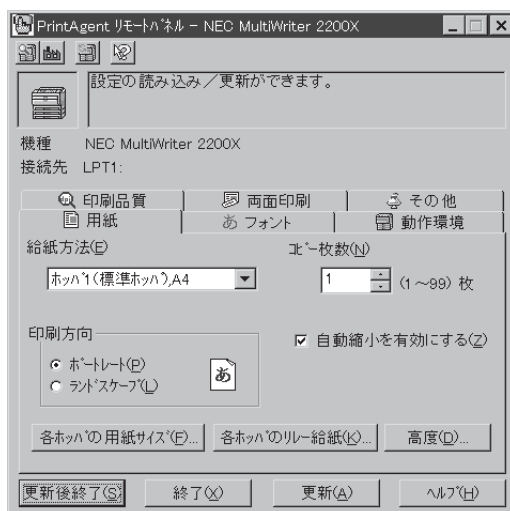 PrintAgent ﾘﾓｰﾄﾊﾟﾈﾙ – NEC MultiWriter 2200X
設定の読み込み／更新ができます。
機種 NEC MultiWriter 2200X
接続先 LPT1:
印刷品質 両面印刷 その他
用紙 あ フォント 動作環境
給紙方法(E)
ｺﾋﾟｰ枚数(N)
ﾎｯﾊﾟ1(標準ﾎｯﾊﾟ),A4
1 (1～99) 枚
印刷方向
自動縮小を有効にする(Z)
ﾎﾟｰﾄﾚｰﾄ(P)
ﾗﾝﾄﾞｽｹｰﾌﾟ(L)
あ
各ﾎｯﾊﾟの用紙ｻｲｽﾞ(F)... 各ﾎｯﾊﾟのﾘﾚｰ給紙(K)... 高度(D)...
更新後終了(S) 終了(X) 更新(A) ﾍﾙﾌﾟ(H)